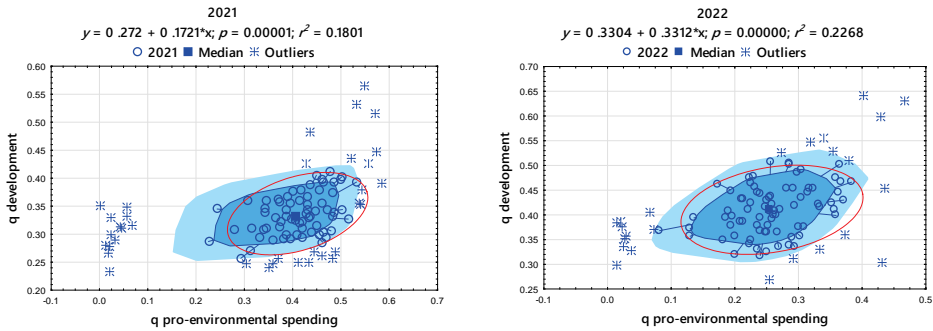 2021
y = 0 .272 + 0 .1721*x; p = 0.00001; r² = 0.1801
2021 Median Outliers
0.60
0.55
0.50
0.45
0.40
0.35
0.30
0.25
0.20
q development
-0.1 0.0 0.1 0.2 0.3 0.4 0.5 0.6 0.7
q pro-environmental spending
2022
y = 0 .3304 + 0 .3312*x; p = 0.00000; r² = 0.2268
2022 Median Outliers
0.70
0.65
0.60
0.55
0.50
0.45
0.40
0.35
0.30
0.25
q development
-0.1 0.0 0.1 0.2 0.3 0.4 0.5
q pro-environmental spending